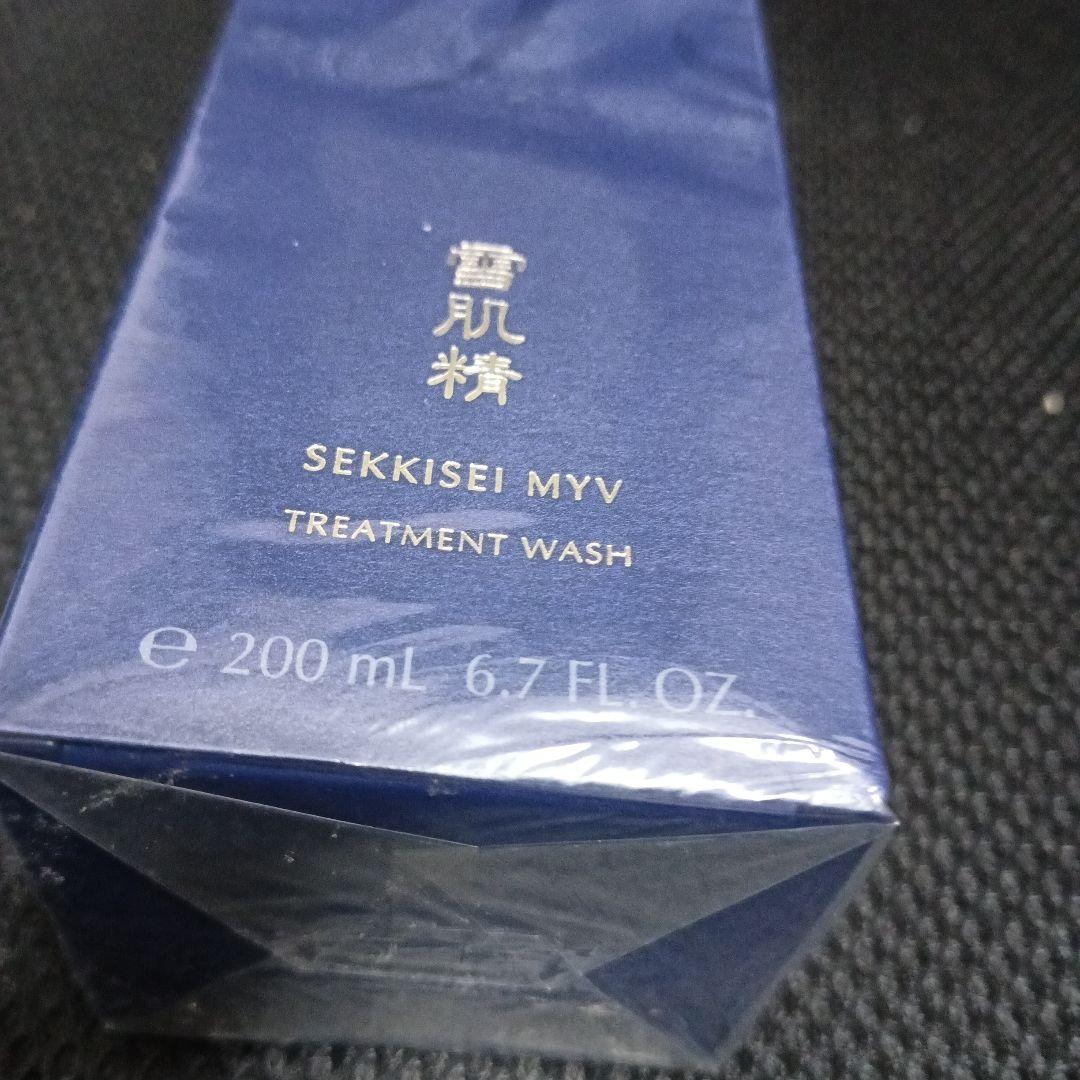 雪肌精
SEKKISEI MYV
TREATMENT WASH
℮ 200 mL 6.7 FL. OZ.